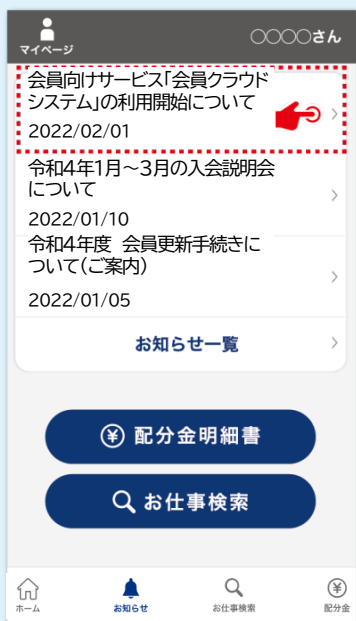 マイページ
○○○○さん
会員向けサービス「会員クラウド
システム」の利用開始について
2022/02/01
令和4年1月~3月の入会説明会
について
2022/01/10
令和4年度 会員更新手続きに
ついて(ご案内)
2022/01/05
お知らせ一覧
¥ 配分金明細書
お仕事検索
ホーム
お知らせ
お仕事検索
¥
配分金